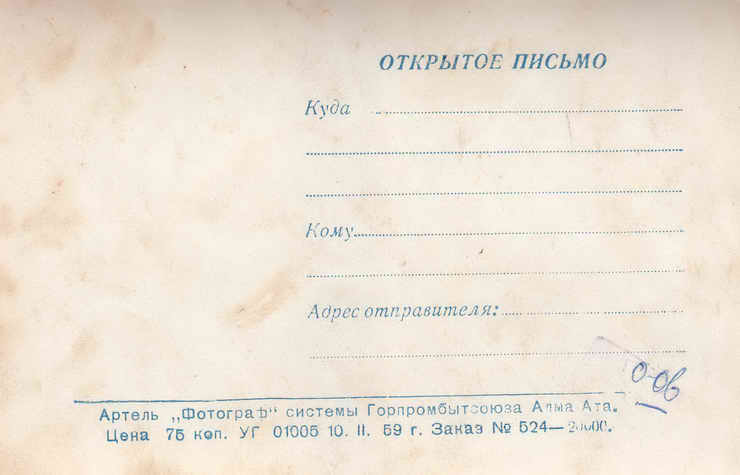 ОТКРЫТОЕ ПИСЬМО
Куда
Кому
Адрес отправителя:
0-06
Артель „Фотограф" системы Горпромбытсоюза Алма Ата.
Цена 75 коп. УГ 01005 10. II. 59 г. Заказ № 524—20000.